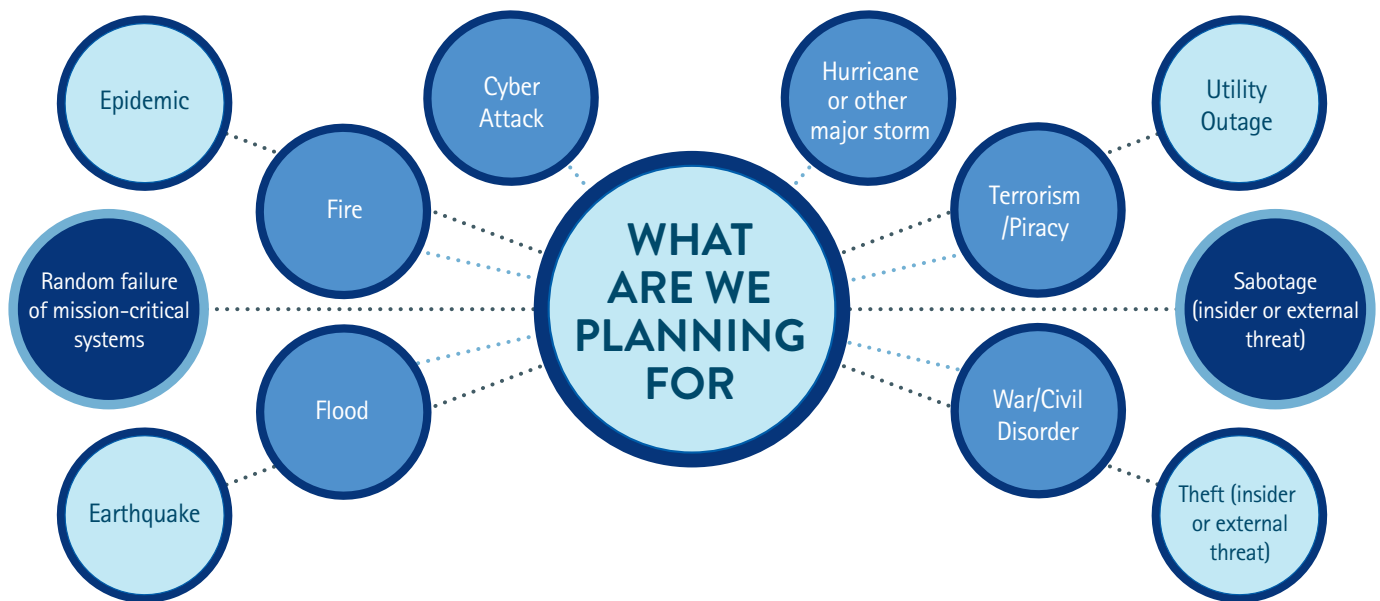 Epidemic
Cyber
Attack
Hurricane
or other
major storm
Utility
Outage
Fire
Terrorism
/Piracy
Random failure
of mission-critical
systems
WHAT
ARE WE
PLANNING
FOR
Sabotage
(insider or external
threat)
Flood
War/Civil
Disorder
Earthquake
Theft (insider
or external
threat)